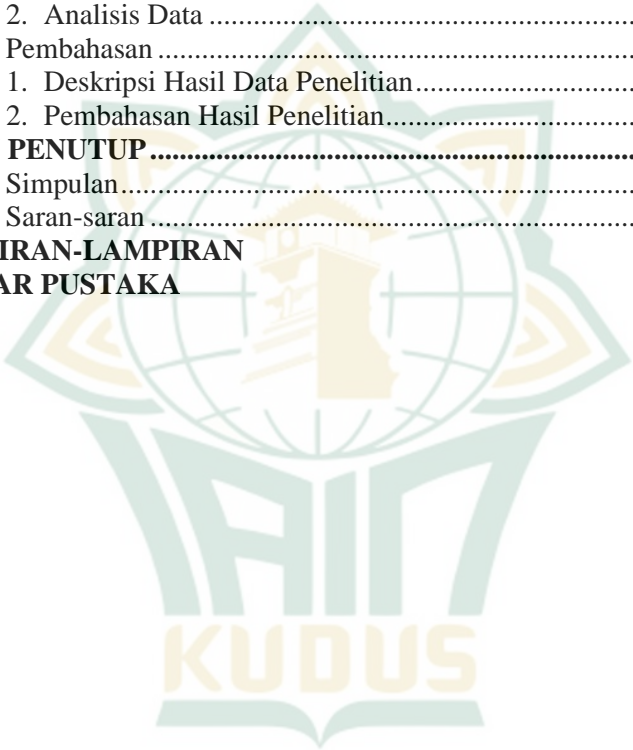 2. Analisis Data ................................................................
Pembahasan ................................................................
1. Deskripsi Hasil Data Penelitian................................
2. Pembahasan Hasil Penelitian....................................
PENUTUP ................................................................
Simpulan................................................................
Saran-saran ................................................................
IRAN-LAMPIRAN
AR PUSTAKA
IAIN
KUDUS